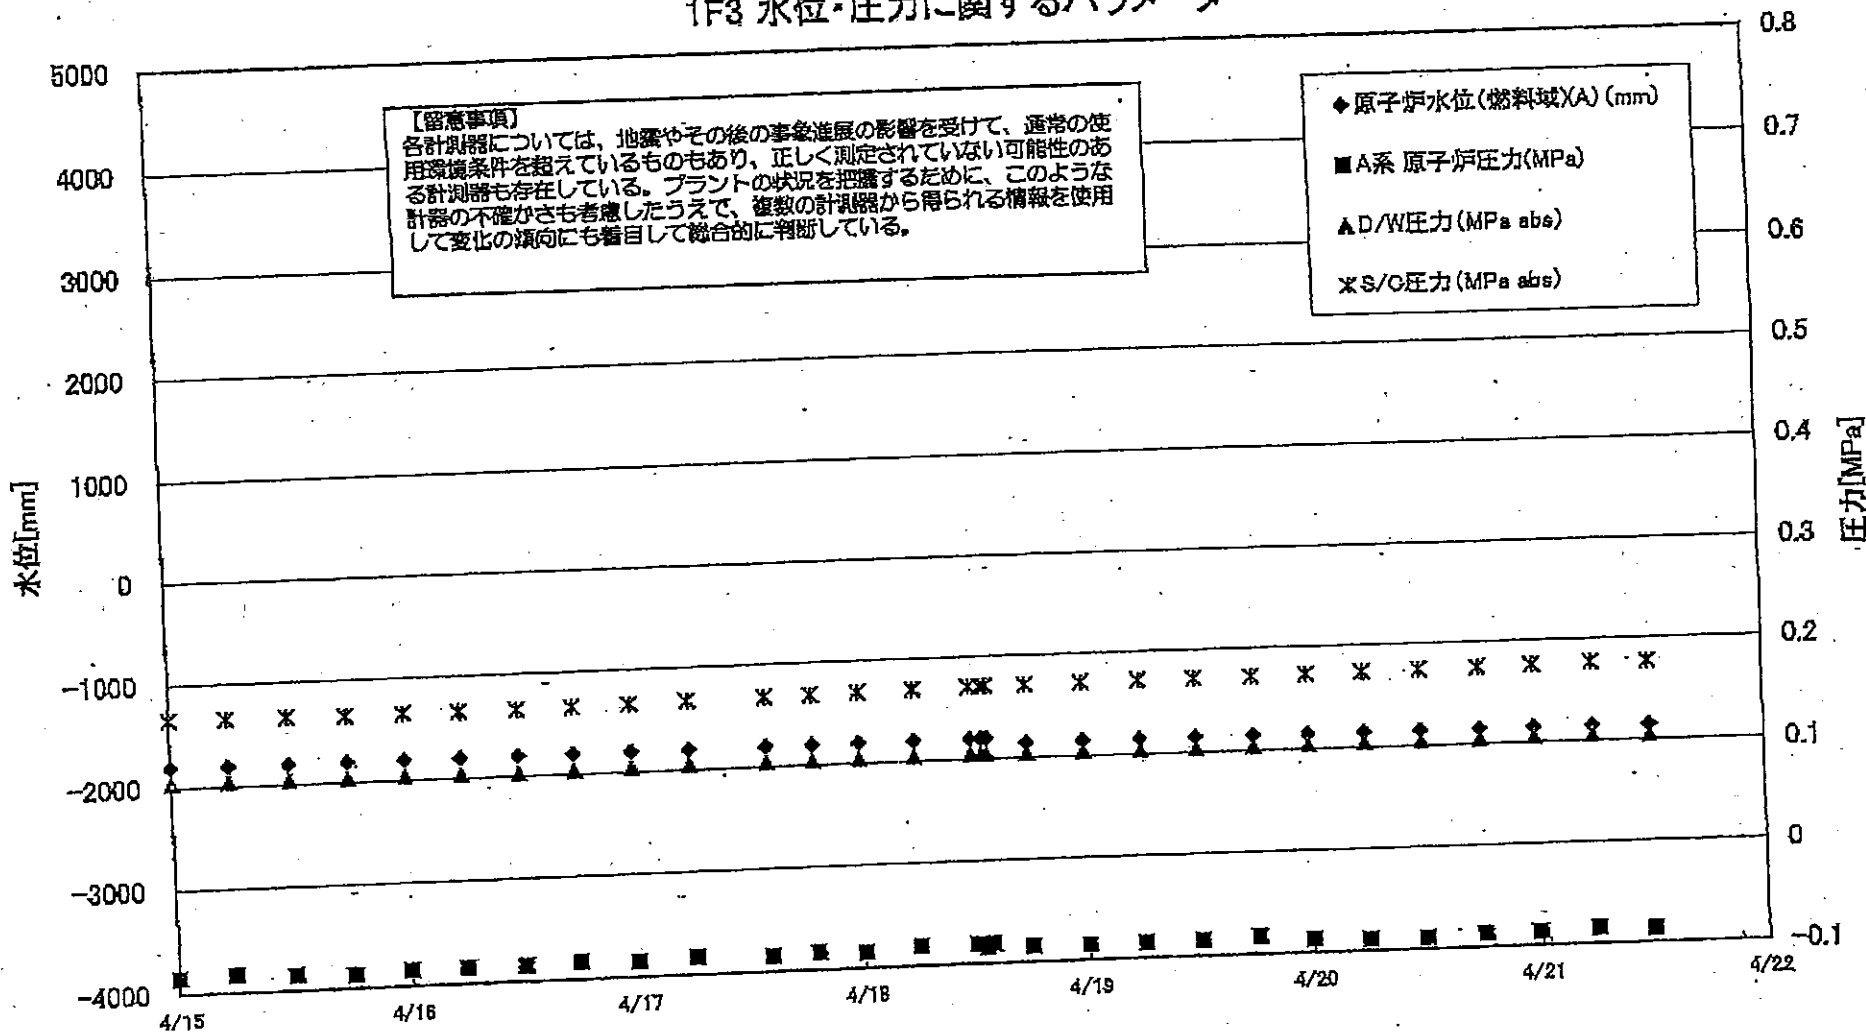 1F3 水位・圧力に関するパラメータ
5000
4000
3000
2000
1000
0
-1000
-2000
-3000
-4000
水位[mm]
【留意事項】
各計測器については、地震やその後の事象進展の影響を受けて、通常の使
用環境条件を超えているものもあり、正しく測定されていない可能性のあ
る計測器も存在している。プラントの状況を把握するために、このような
計器の不確かさも考慮したうえで、複数の計測器から得られる情報を使用
して変化の傾向にも着目して総合的に判断している。
◆原子炉水位(燃料域)(A)(mm)
■A系 原子炉圧力(MPa)
▲D/W圧力(MPa abs)
S/C圧力(MPa abs)
0.8
0.7
0.6
0.5
0.4
0.3
0.2
0.1
0
-0.1
圧力[MPa]
4/15
4/16
4/17
4/18
4/19
4/20
4/21
4/22